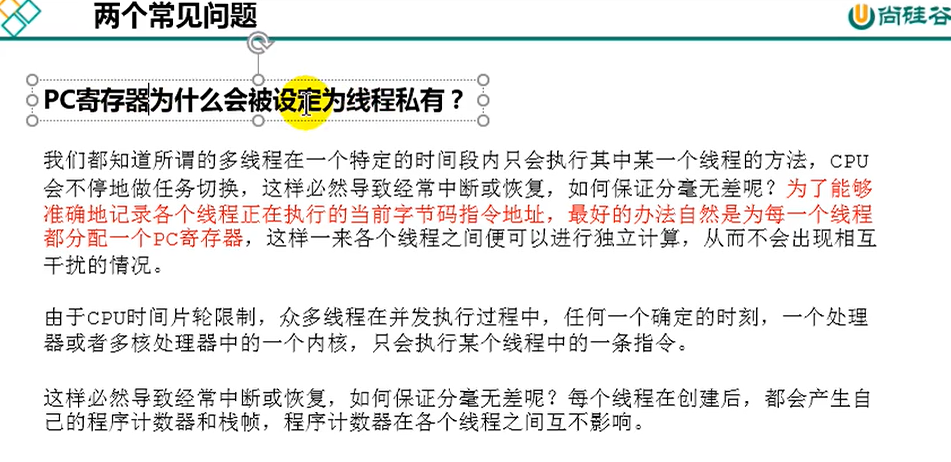 两个常见问题
尚硅谷
PC寄存器为什么会被设定为线程私有？
我们都知道所谓的多线程在一个特定的时间段内只会执行其中某一个线程的方法，CPU
会不停地做任务切换，这样必然导致经常中断或恢复，如何保证分毫无差呢？为了能够
准确地记录各个线程正在执行的当前字节码指令地址，最好的办法自然是为每一个线程
都分配一个PC寄存器，这样一来各个线程之间便可以进行独立计算，从而不会出现相互
干扰的情况。
由于CPU时间片轮限制，众多线程在并发执行过程中，任何一个确定的时刻，一个处理
器或者多核处理器中的一个内核，只会执行某个线程中的一条指令。
这样必然导致经常中断或恢复，如何保证分毫无差呢？每个线程在创建后，都会产生自
己的程序计数器和栈帧，程序计数器在各个线程之间互不影响。